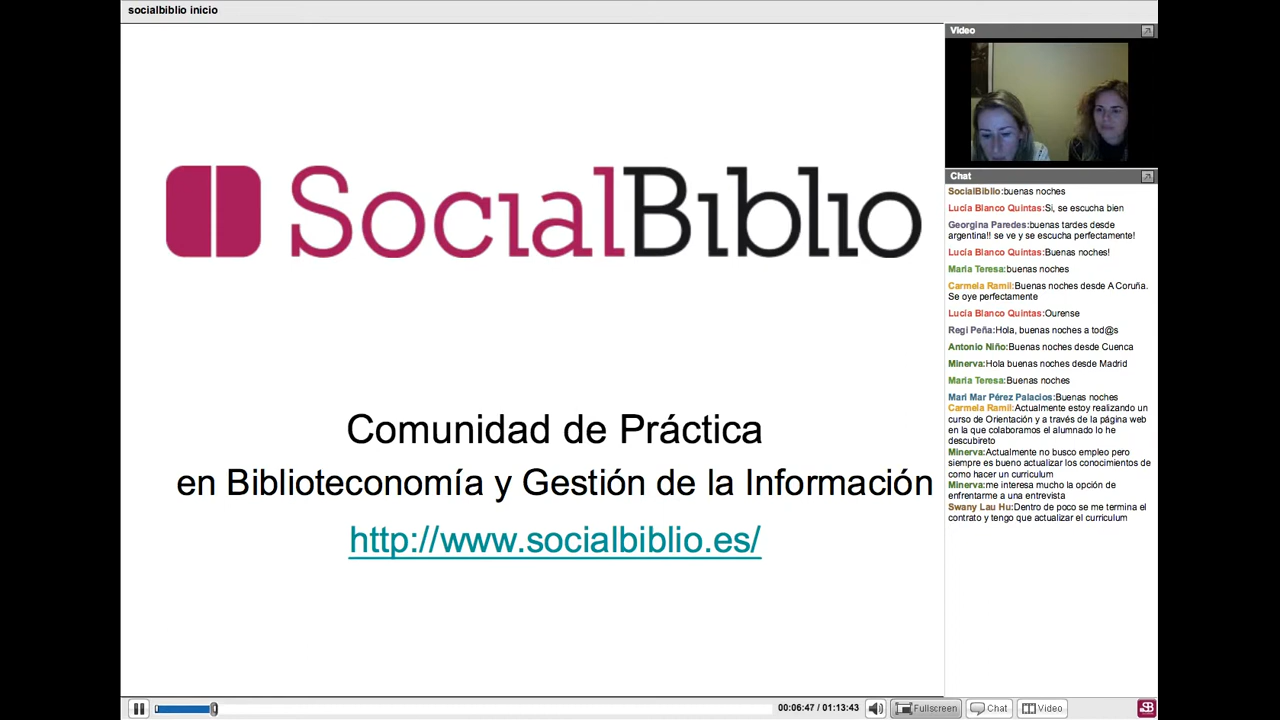 socialbiblio inicio
SocialBiblio
Comunidad de Práctica
en Biblioteconomía y Gestión de la Información
http://www.socialbiblio.es/
Video
Chat
SocialBiblio:buenas noches
Lucía Blanco Quintas:Si, se escucha bien
Georgina Paredes:buenas tardes desde
argentina!! se ve y se escucha perfectamente!
Lucía Blanco Quintas:Buenas noches!
Maria Teresa:buenas noches
Carmela Ramil:Buenas noches desde A Coruña.
Se oye perfectamente
Lucía Blanco Quintas:Ourense
Regi Peña:Hola, buenas noches a tod@s
Antonio Niño:Buenas noches desde Cuenca
Minerva:Hola buenas noches desde Madrid
Maria Teresa:Buenas noches
Mari Mar Pérez Palacios:Buenas noches
Carmela Ramil:Actualmente estoy realizando un
curso de Orientación y a través de la página web
en la que colaboramos el alumnado lo he
descubireto
Minerva:Actualmente no busco empleo pero
siempre es bueno actualizar los conocimientos de
como hacer un curriculum
Minerva:me interesa mucho la opción de
enfrentarme a una entrevista
Swany Lau Hu:Dentro de poco se me termina el
contrato y tengo que actualizar el curriculum
00:06:47 / 01:13:43
Fullscreen
Chat
Video
SB